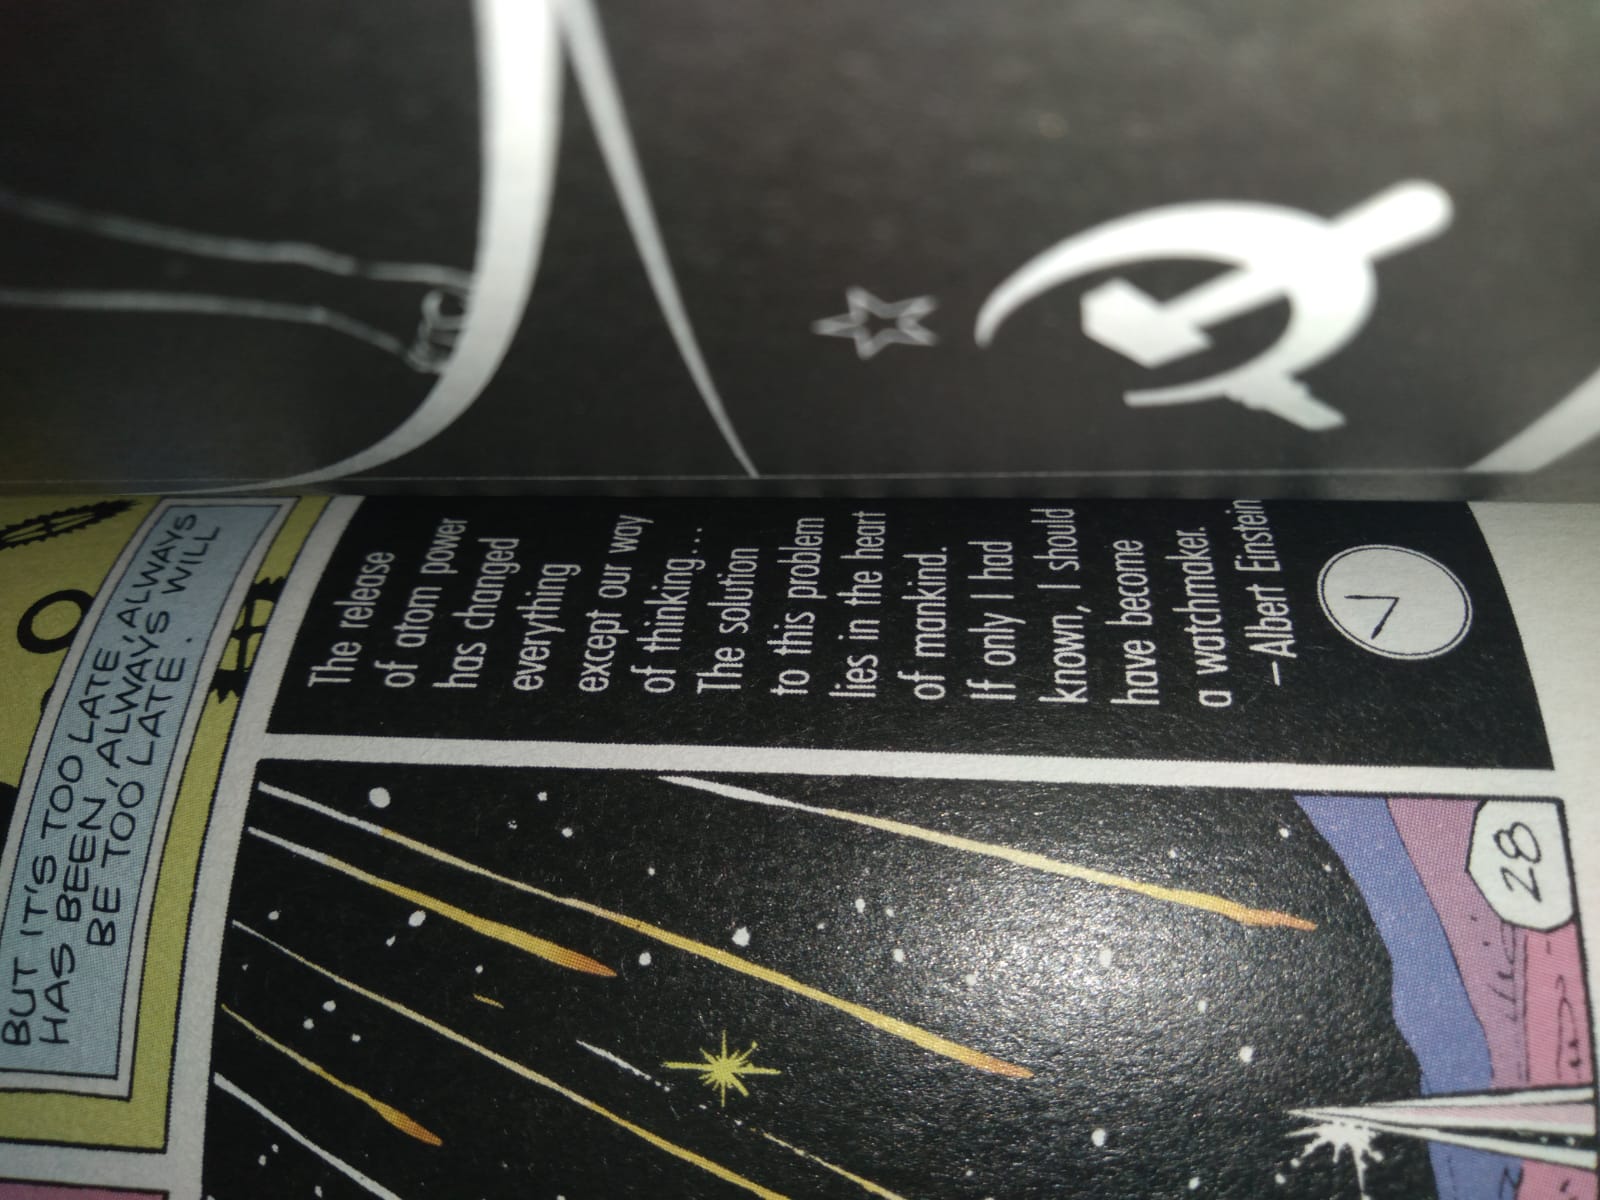 BUT IT'S TOO LATE, ALWAYS
HAS BEEN, ALWAYS WILL
BE TOO LATE.
The release
of atom power
has changed
everything
except our way
of thinking...
The solution
to this problem
lies in the heart
of mankind.
If only I had
known, I should
have become
a watchmaker.
—Albert Einstein
28